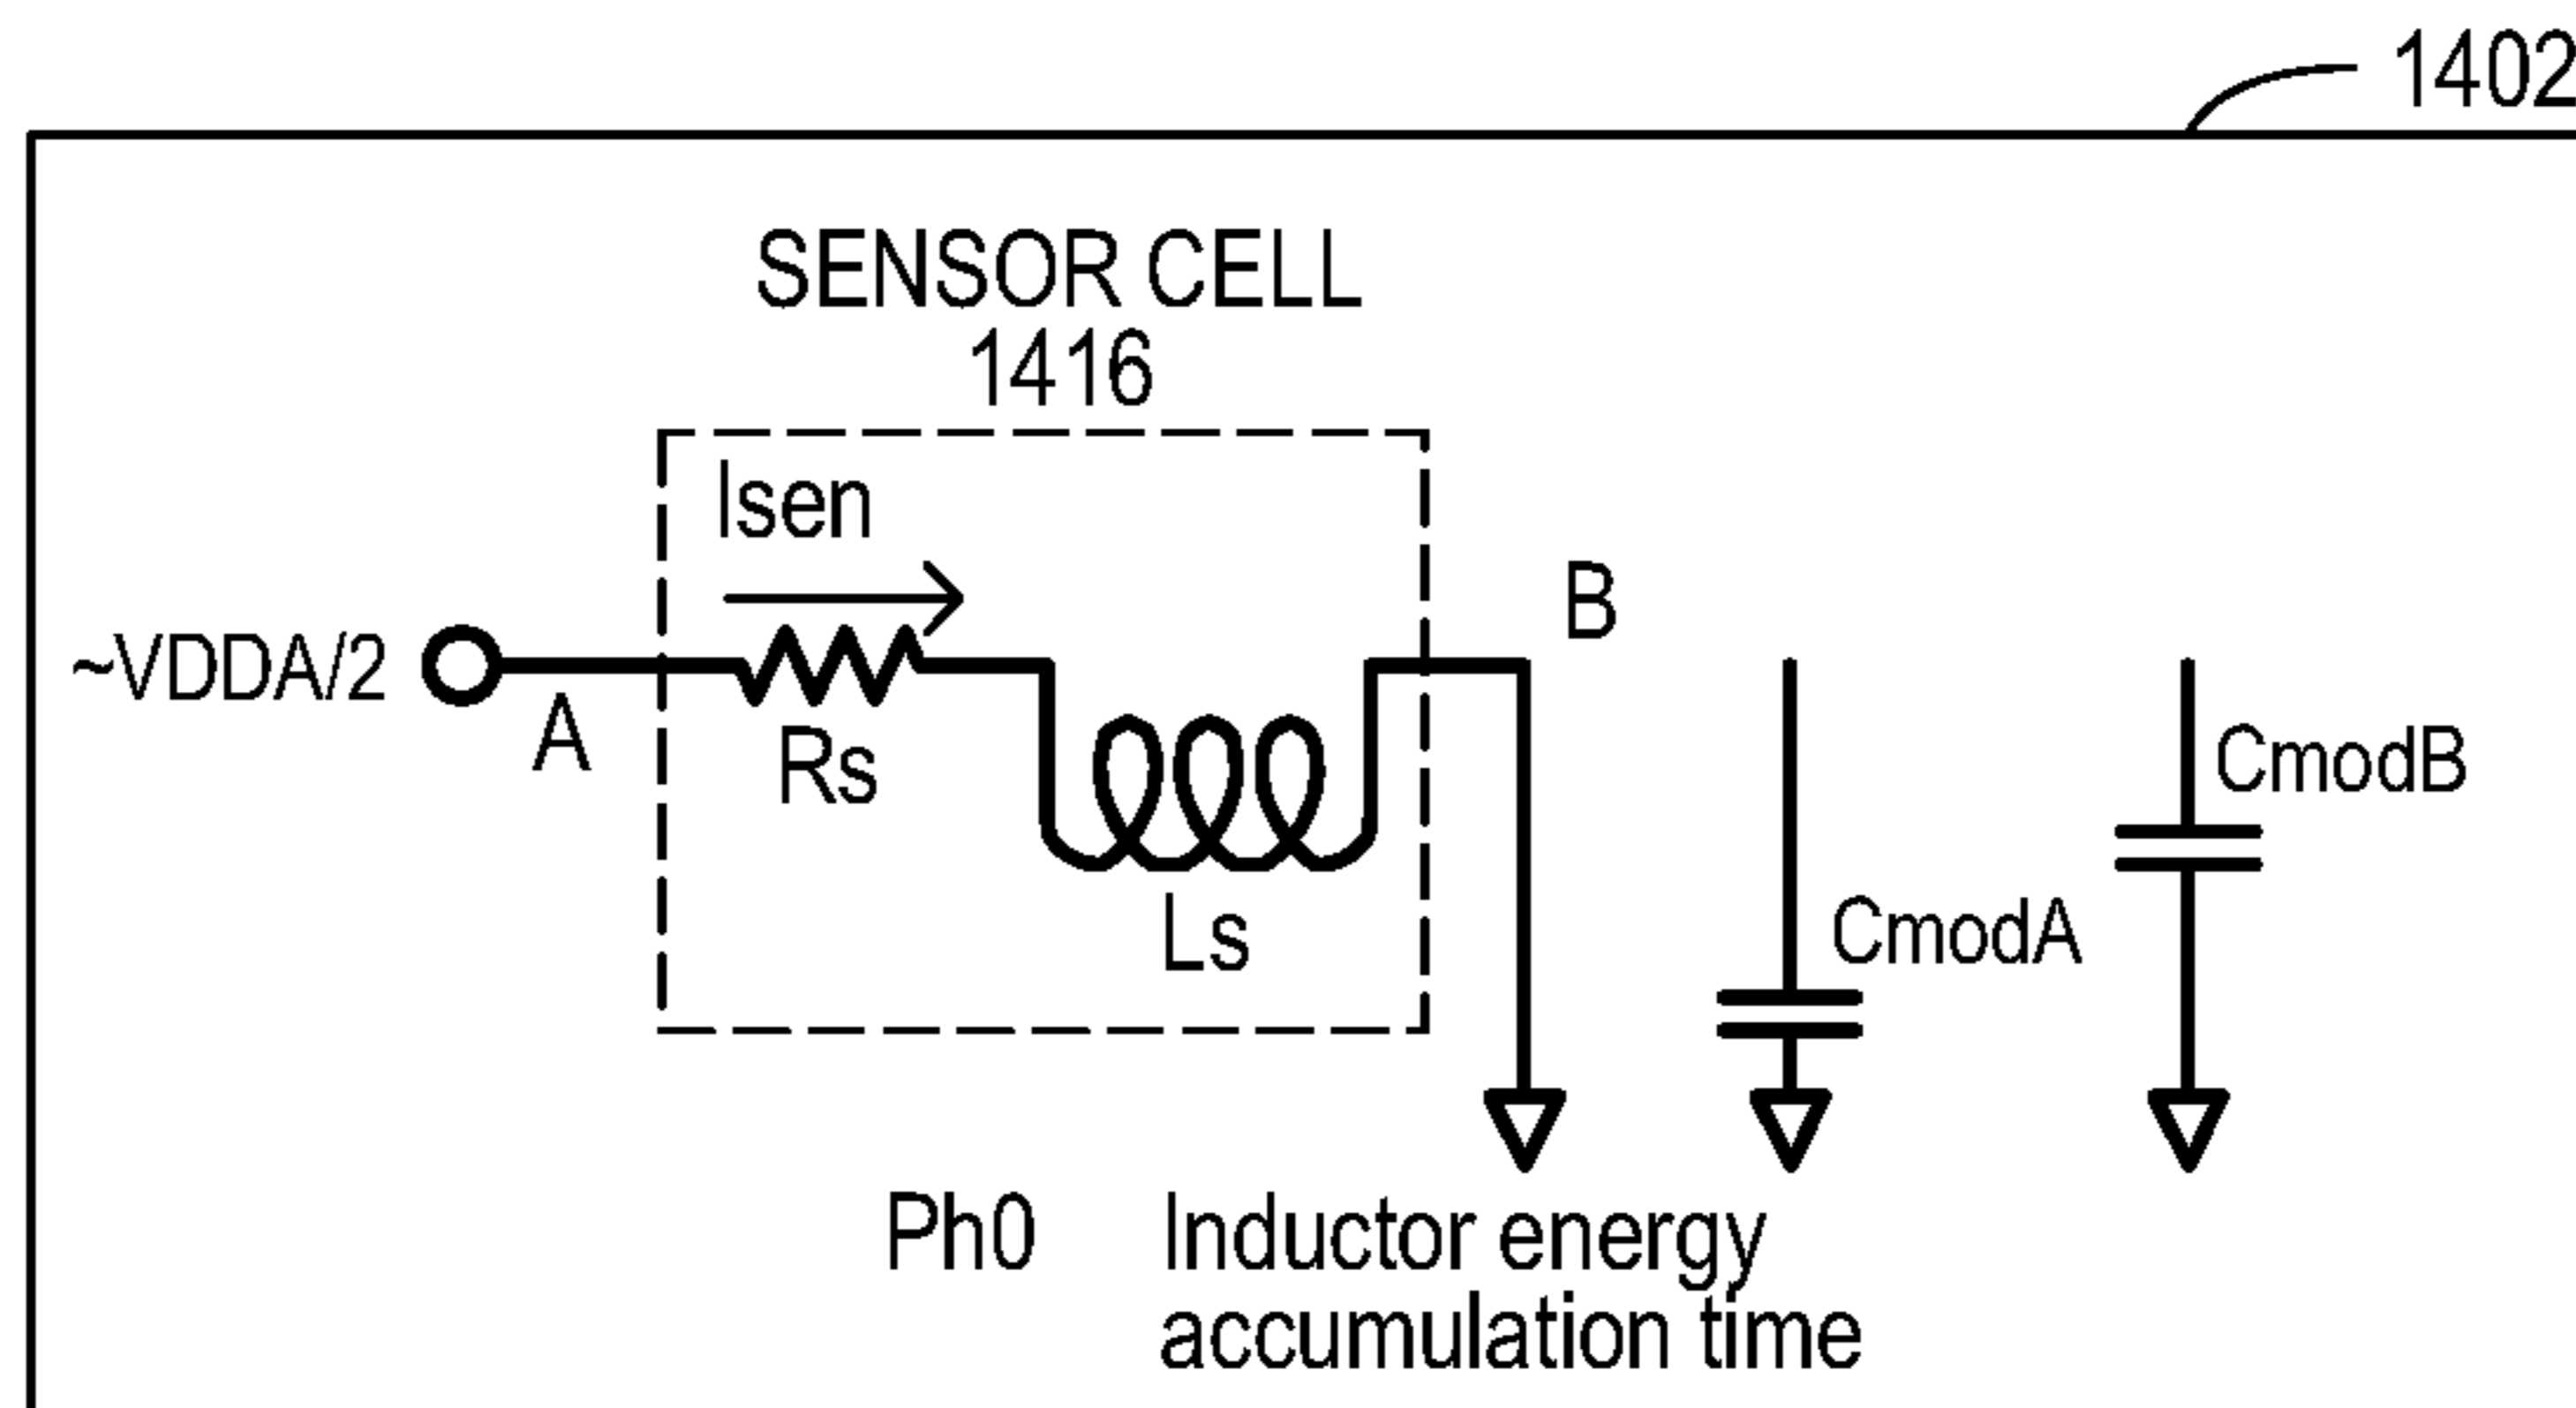 1402
SENSOR CELL
1416
Isen
B
~VDDA/2
A
Rs
CmodB
Ls
CmodA
Ph0 Inductor energy
accumulation time